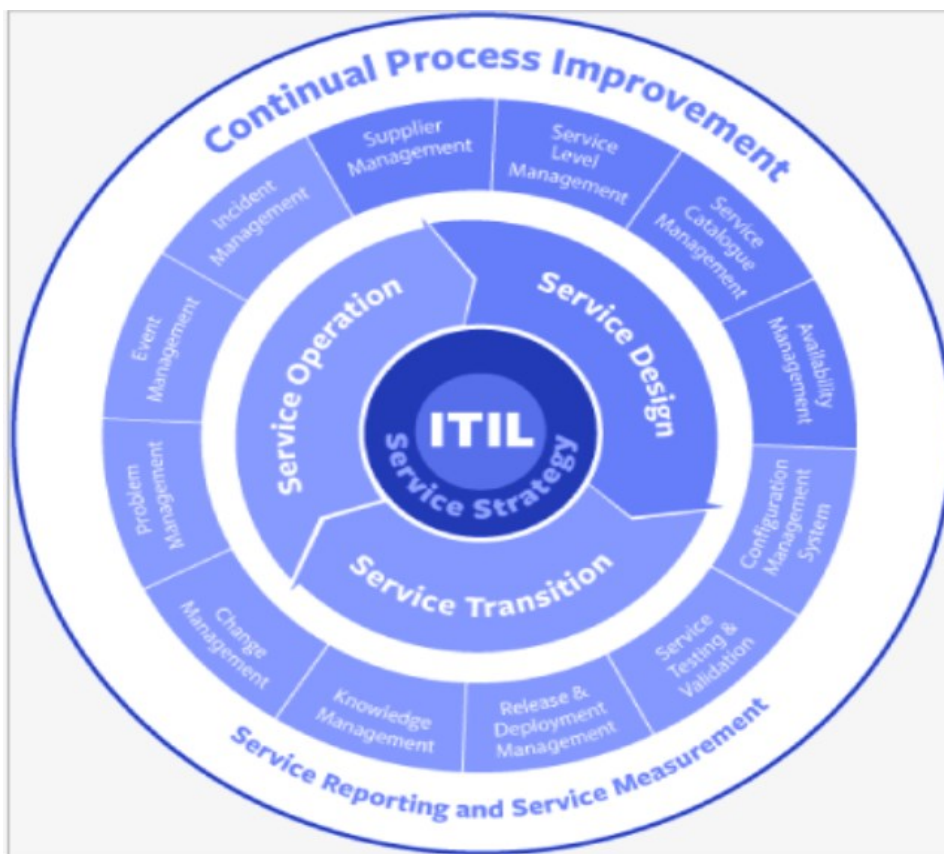 Continual Process Improvement
Supplier
Management
Service
Level
Management
Service
Catalogue
Management
Availability
Management
Configuration
Management
System
Service
Testing &
Validation
Release &
Deployment
Management
Knowledge
Management
Change
Management
Problem
Management
Event
Management
Incident
Management
Service Design
Service Transition
Service Operation
ITIL
Service Strategy
Service Reporting and Service Measurement